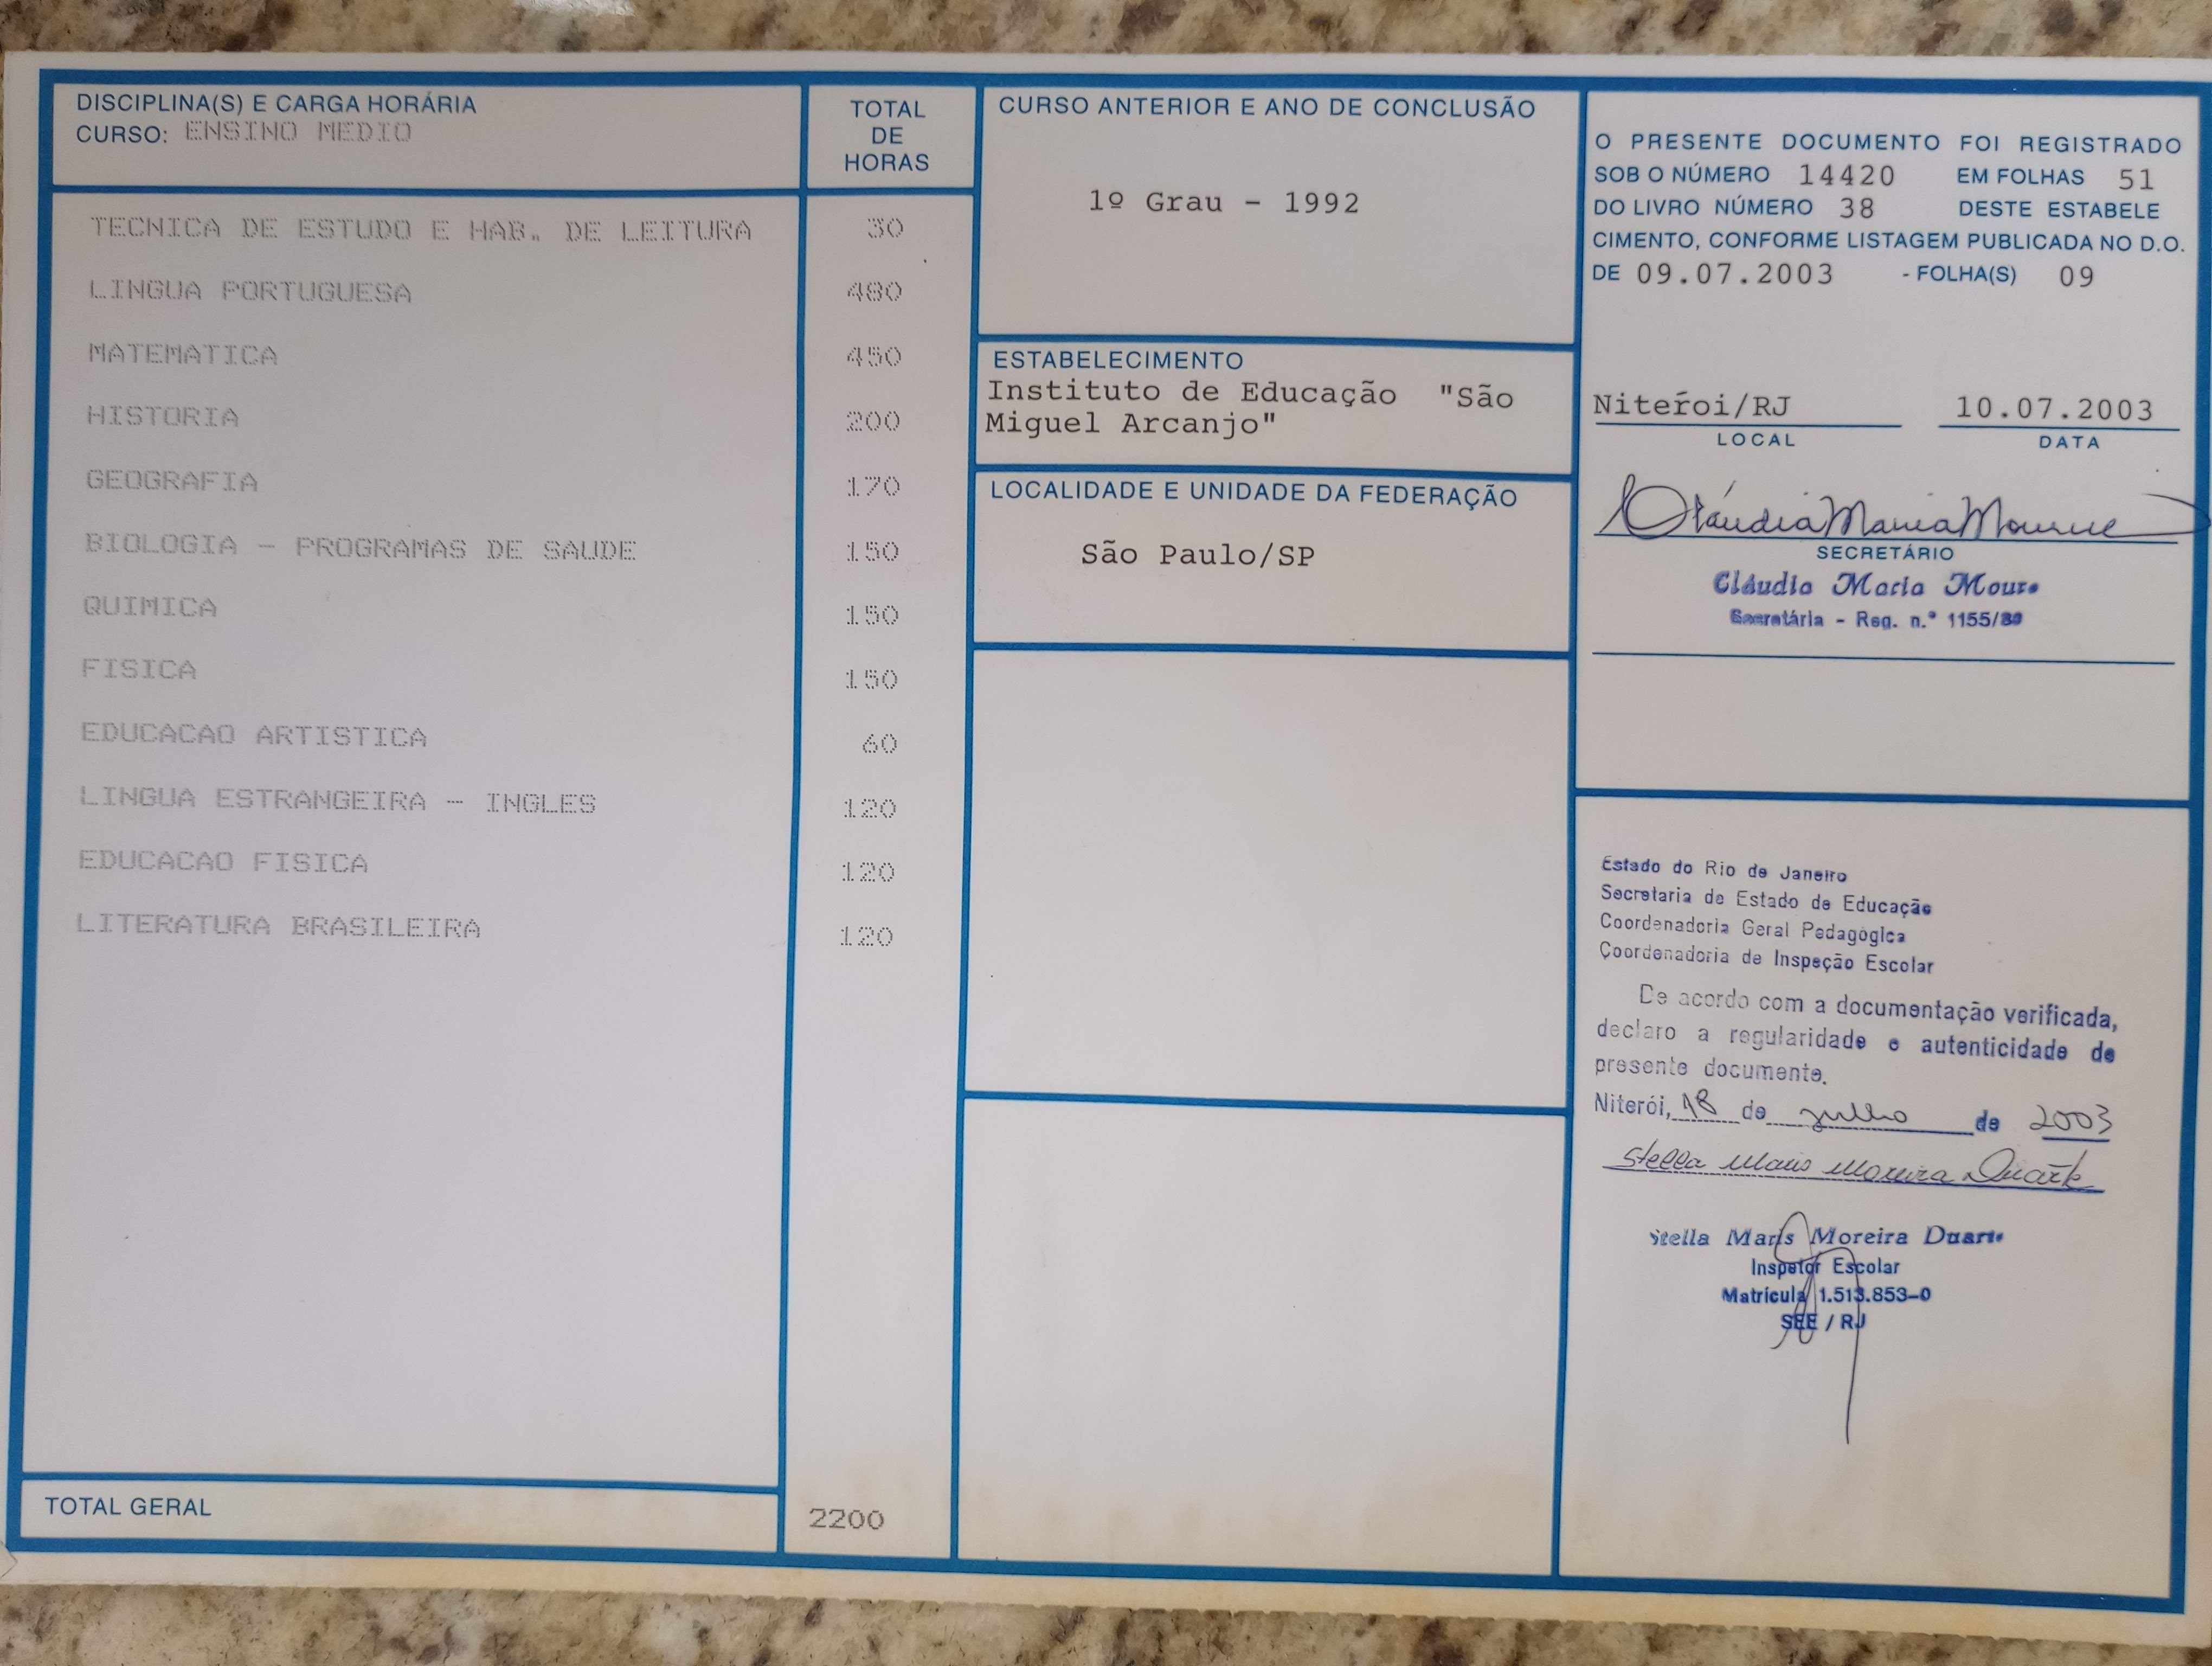 DISCIPLINA(S) E CARGA HORÁRIA
CURSO: ENSINO MEDIO
TOTAL
DE
HORAS
TECNICA DE ESTUDO E HAB. DE LEITURA 30
LINGUA PORTUGUESA 480
MATEMATICA 450
HISTORIA 200
GEOGRAFIA 170
BIOLOGIA - PROGRAMAS DE SAUDE 150
QUIMICA 150
FISICA 150
EDUCACAO ARTISTICA 60
LINGUA ESTRANGEIRA - INGLES 120
EDUCACAO FISICA 120
LITERATURA BRASILEIRA 120
TOTAL GERAL 2200
CURSO ANTERIOR E ANO DE CONCLUSÃO
1º Grau - 1992
ESTABELECIMENTO
Instituto de Educação "São
Miguel Arcanjo"
LOCALIDADE E UNIDADE DA FEDERAÇÃO
São Paulo/SP
O PRESENTE DOCUMENTO FOI REGISTRADO
SOB O NÚMERO 14420 EM FOLHAS 51
DO LIVRO NÚMERO 38 DESTE ESTABELE
CIMENTO, CONFORME LISTAGEM PUBLICADA NO D.O.
DE 09.07.2003 - FOLHA(S) 09
Niterói/RJ 10.07.2003
LOCAL DATA
Cláudia Maria Moura
SECRETÁRIO
Cláudia Maria Moura
Secretária - Reg. n.º 1155/89
Estado do Rio de Janeiro
Secretaria de Estado de Educação
Coordenadoria Geral Pedagógica
Coordenadoria de Inspeção Escolar
De acordo com a documentação verificada,
declaro a regularidade e autenticidade do
presente documento.
Niterói, 18 de julho de 2003
Stella Maris Moreira Duarte
Stella Maris Moreira Duarte
Inspetor Escolar
Matrícula 1.513.853-0
SEE / RJ